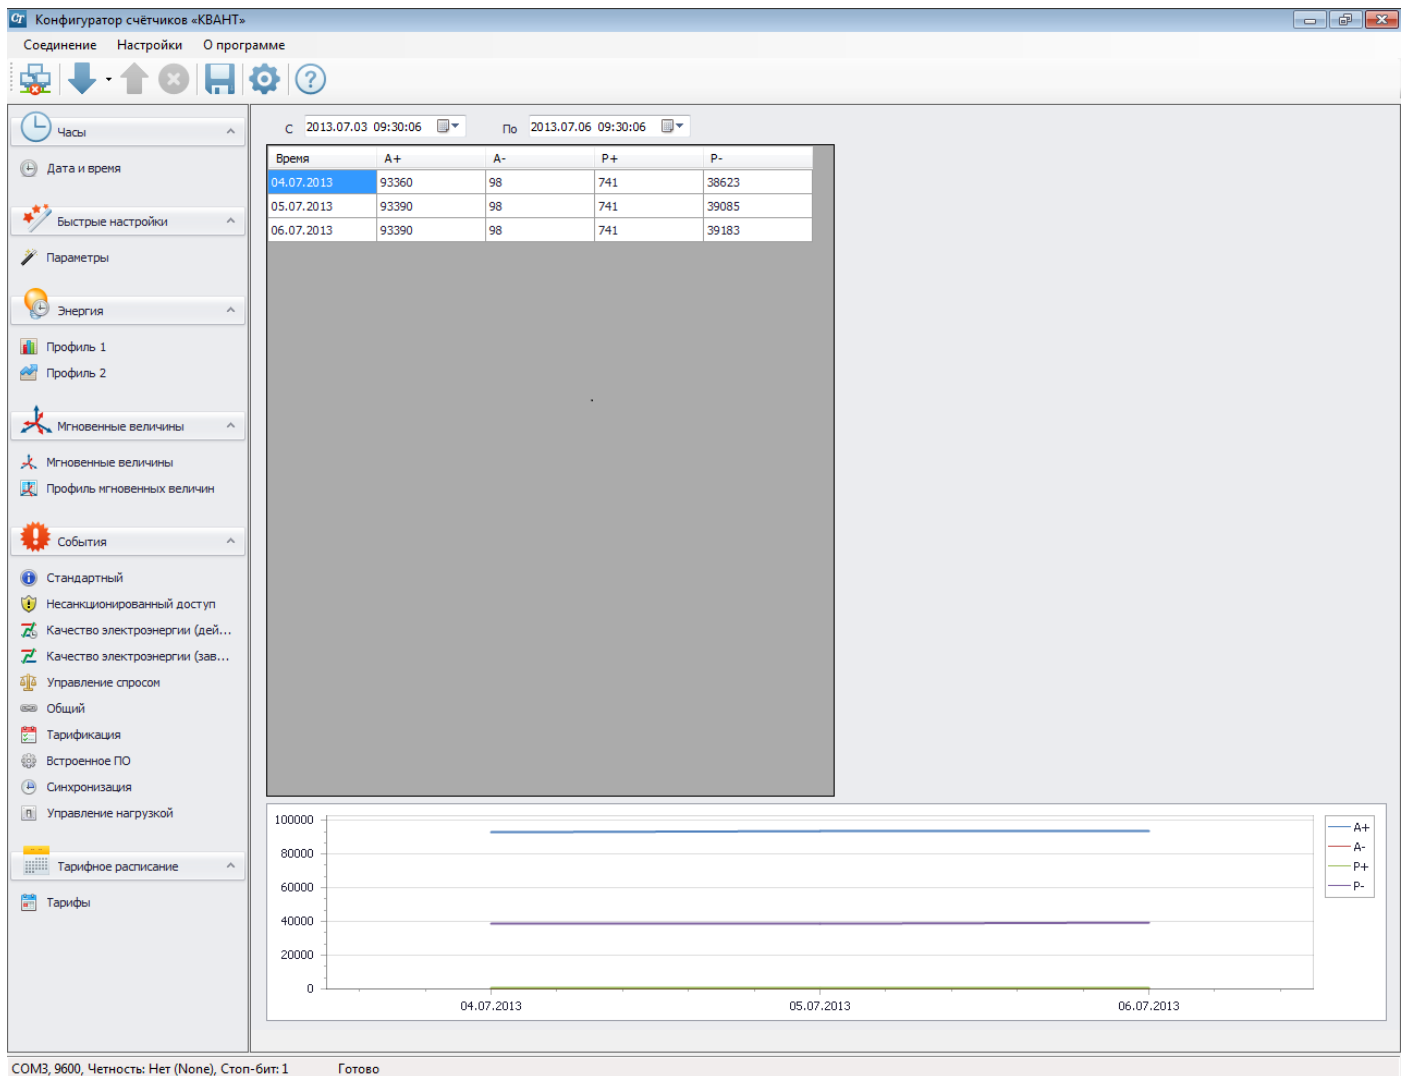 Ст Конфигуратор счётчиков «КВАНТ»
Соединение Настройки О программе
Часы
Дата и время
Быстрые настройки
Параметры
Энергия
Профиль 1
Профиль 2
Мгновенные величины
Мгновенные величины
Профиль мгновенных величин
События
Стандартный
Несанкционированный доступ
Качество электроэнергии (дей...
Качество электроэнергии (зав...
Управление спросом
Общий
Тарификация
Встроенное ПО
Синхронизация
Управление нагрузкой
Тарифное расписание
Тарифы
С 2013.07.03 09:30:06 По 2013.07.06 09:30:06
Время A+ A- P+ P-
04.07.2013 93360 98 741 38623
05.07.2013 93390 98 741 39085
06.07.2013 93390 98 741 39183
100000
80000
60000
40000
20000
0
04.07.2013 05.07.2013 06.07.2013
A+
A-
P+
P-
COM3, 9600, Четность: Нет (None), Стоп-бит: 1 Готово